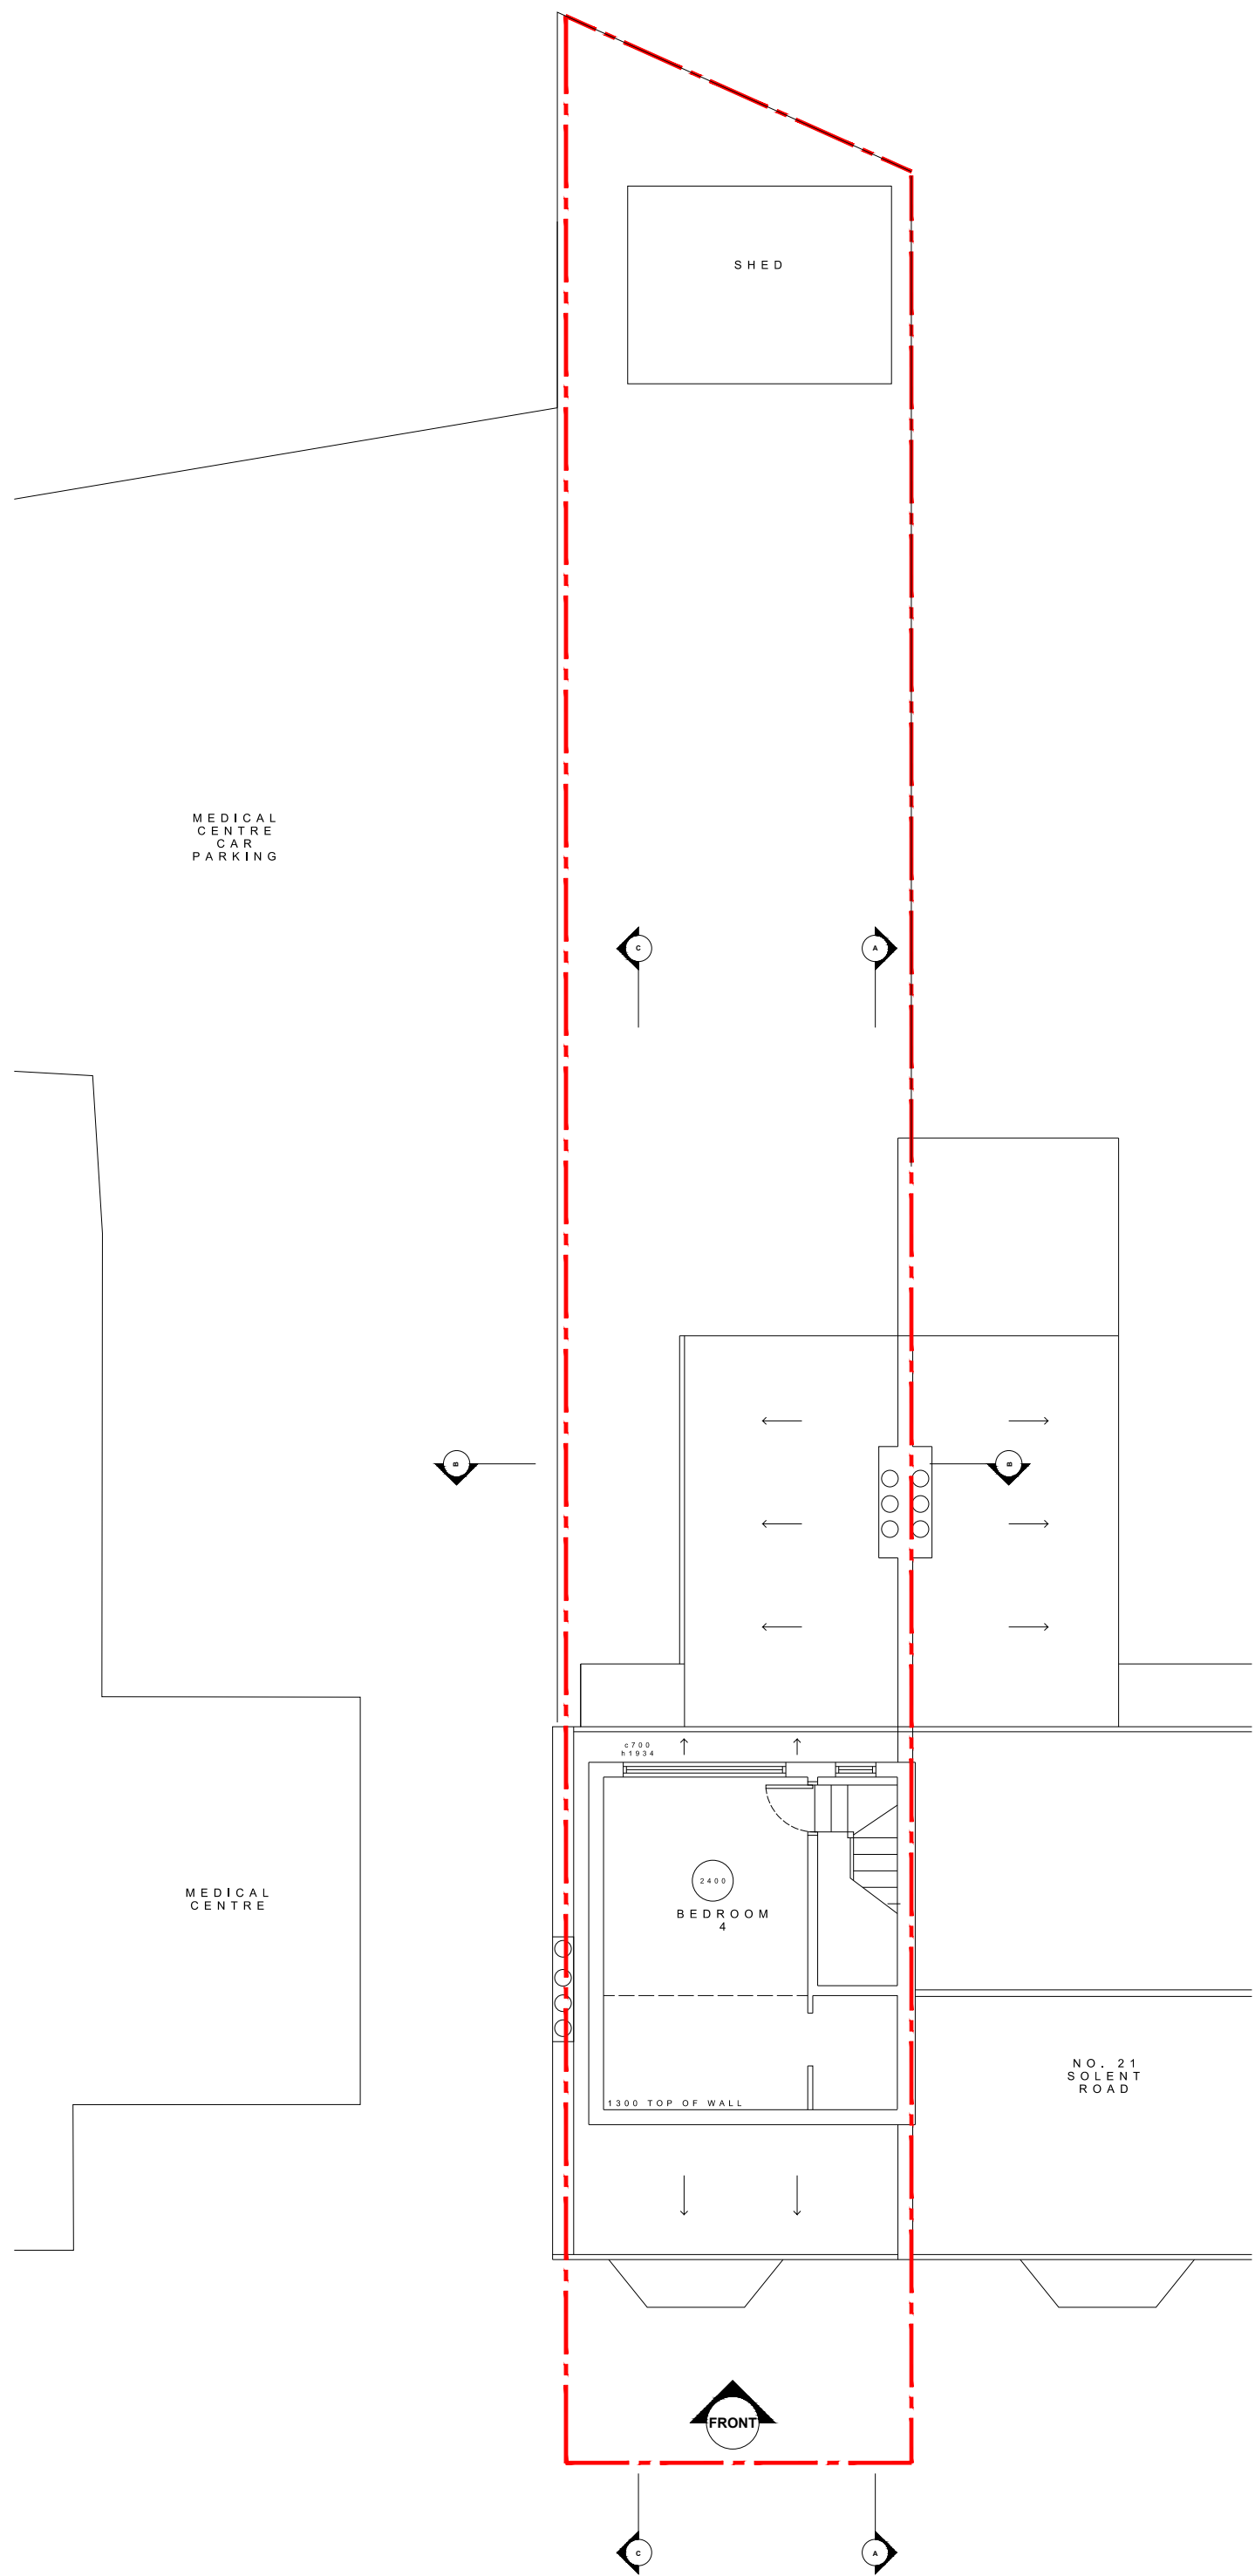 SHED
MEDICAL
CENTRE
CAR
PARKING
C
A
B
B
c700
h1934
2400
BEDROOM
4
MEDICAL
CENTRE
NO. 21
SOLENT
ROAD
1300 TOP OF WALL
FRONT
C
A